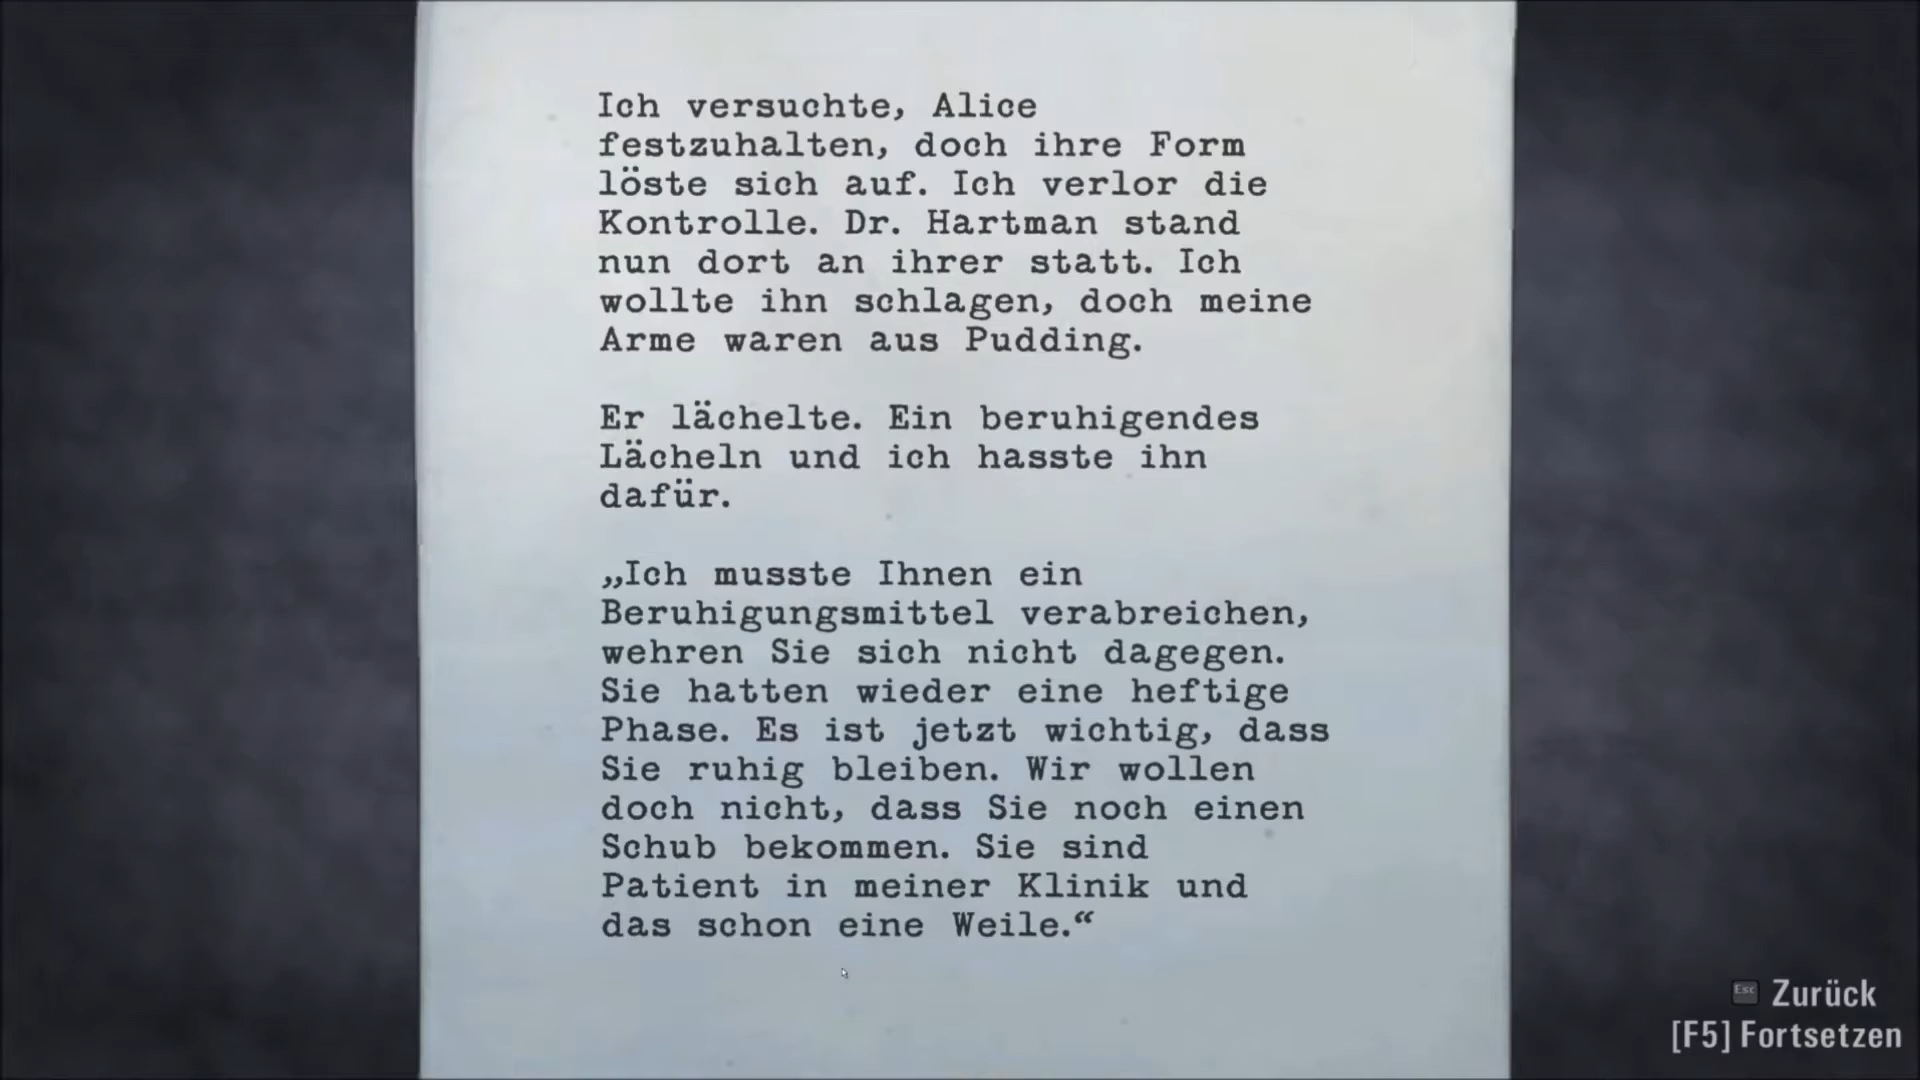 Ich versuchte, Alice
festzuhalten, doch ihre Form
löste sich auf. Ich verlor die
Kontrolle. Dr. Hartman stand
nun dort an ihrer statt. Ich
wollte ihn schlagen, doch meine
Arme waren aus Pudding.
Er lächelte. Ein beruhigendes
Lächeln und ich hasste ihn
dafür.
„Ich musste Ihnen ein
Beruhigungsmittel verabreichen,
wehren Sie sich nicht dagegen.
Sie hatten wieder eine heftige
Phase. Es ist jetzt wichtig, dass
Sie ruhig bleiben. Wir wollen
doch nicht, dass Sie noch einen
Schub bekommen. Sie sind
Patient in meiner Klinik und
das schon eine Weile.“
Esc Zurück
[F5] Fortsetzen